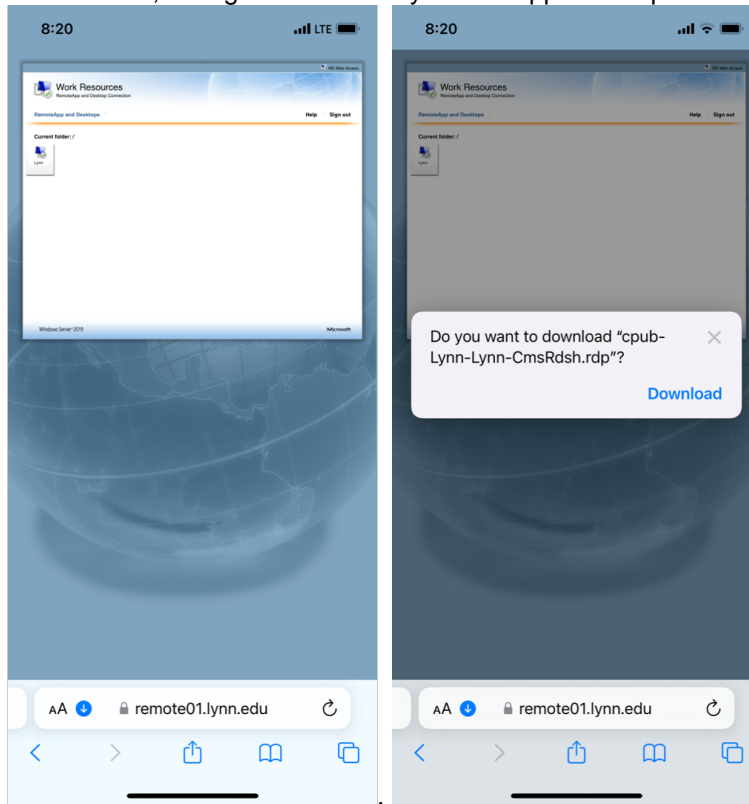 8:20
LTE
RD Web Access
Work Resources
RemoteApp and Desktop Connection
RemoteApp and Desktops
Help
Sign out
Current folder: /
Lynn
Windows Server 2019
Microsoft
AA
remote01.lynn.edu
8:20
RD Web Access
Work Resources
RemoteApp and Desktop Connection
RemoteApp and Desktops
Help
Sign out
Current folder: /
Lynn
Do you want to download “cpub-
Lynn-Lynn-CmsRdsh.rdp”?
Download
AA
remote01.lynn.edu